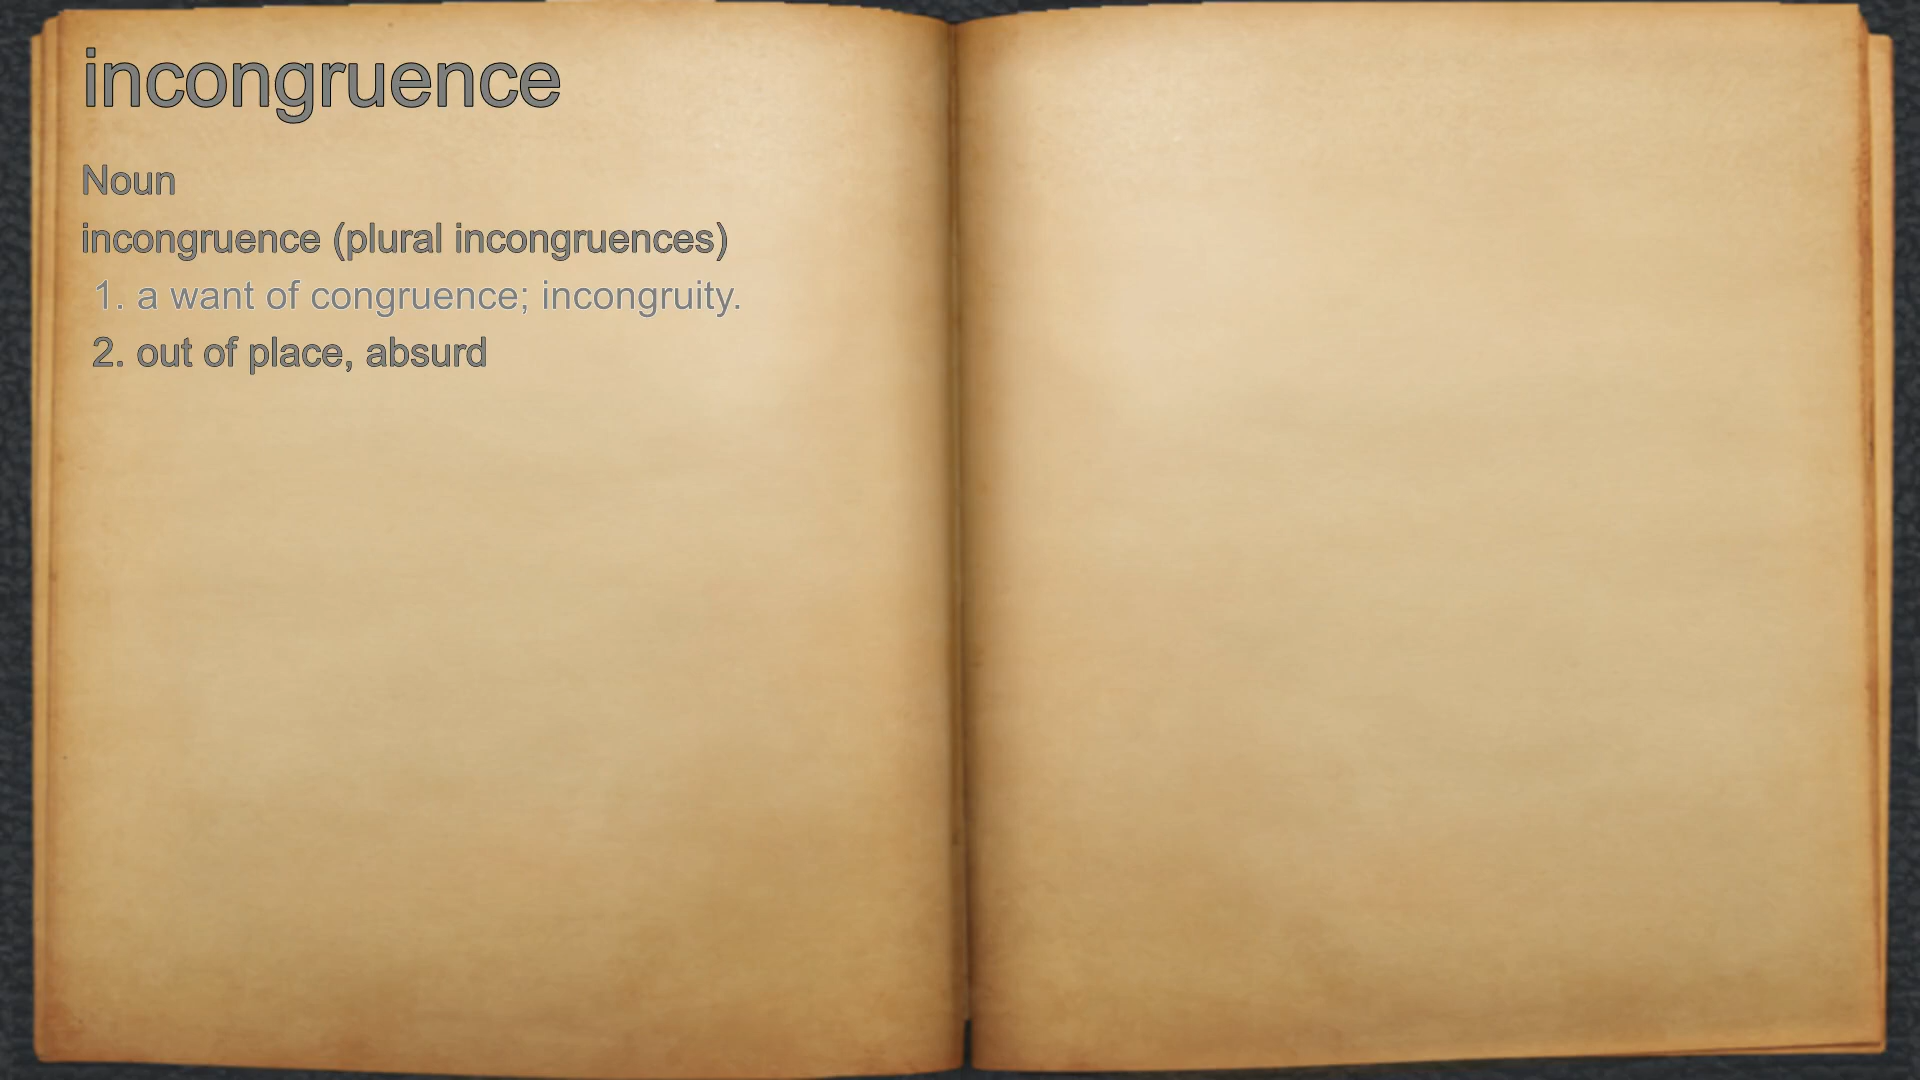 incongruence
Noun
incongruence (plural incongruences)
1. a want of congruence; incongruity.
2. out of place, absurd